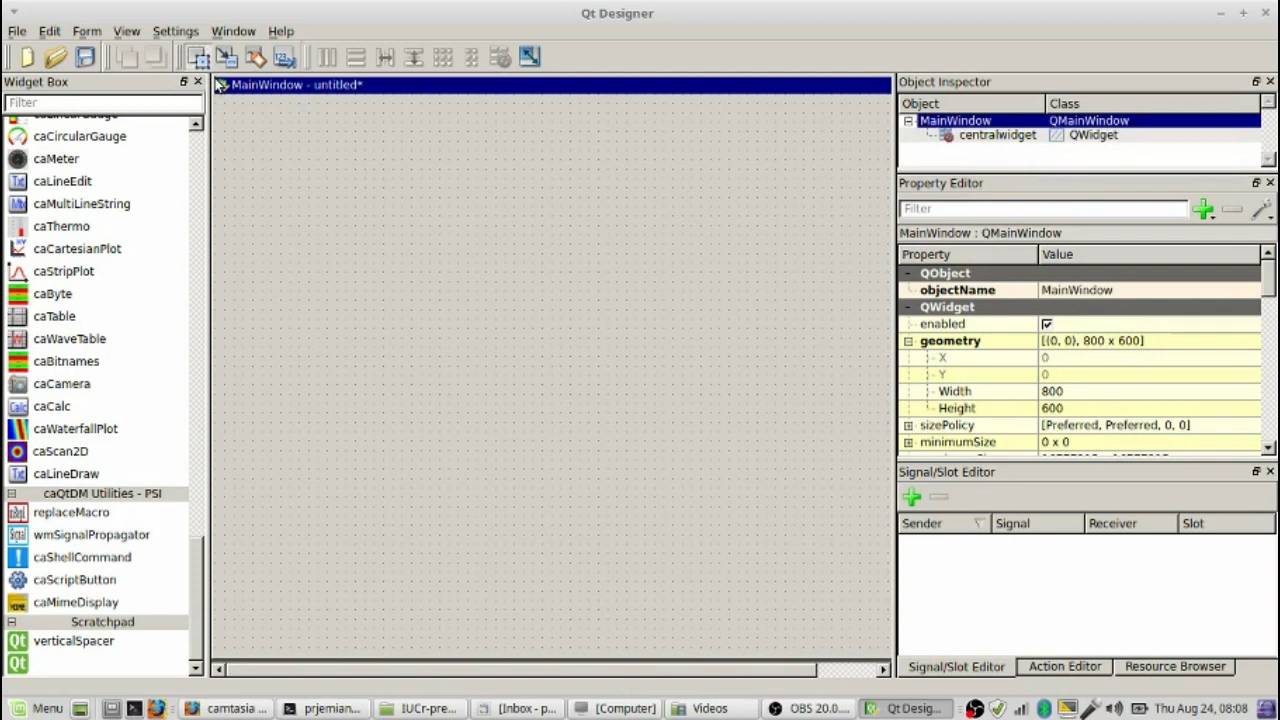 Qt Designer
File Edit Form View Settings Window Help
Widget Box
Filter
caCircularGauge
caMeter
caLineEdit
caMultiLineString
caThermo
caCartesianPlot
caStripPlot
caByte
caTable
caWaveTable
caBitnames
caCamera
caCalc
caWaterfallPlot
caScan2D
caLineDraw
caQtDM Utilities - PSI
replaceMacro
wmSignalPropagator
caShellCommand
caScriptButton
caMimeDisplay
Scratchpad
verticalSpacer
MainWindow - untitled*
Object Inspector
Object Class
MainWindow QMainWindow
centralwidget QWidget
Property Editor
Filter
MainWindow : QMainWindow
Property Value
QObject
objectName MainWindow
QWidget
enabled
geometry [(0, 0), 800 x 600]
X 0
Y 0
Width 800
Height 600
sizePolicy [Preferred, Preferred, 0, 0]
minimumSize 0 x 0
Signal/Slot Editor
Sender Signal Receiver Slot
Signal/Slot Editor Action Editor Resource Browser
Menu camtasia ... prjemian... IUCr-pre... [Inbox - p... [Computer] Videos OBS 20.0.... Qt Desig... Thu Aug 24, 08:08